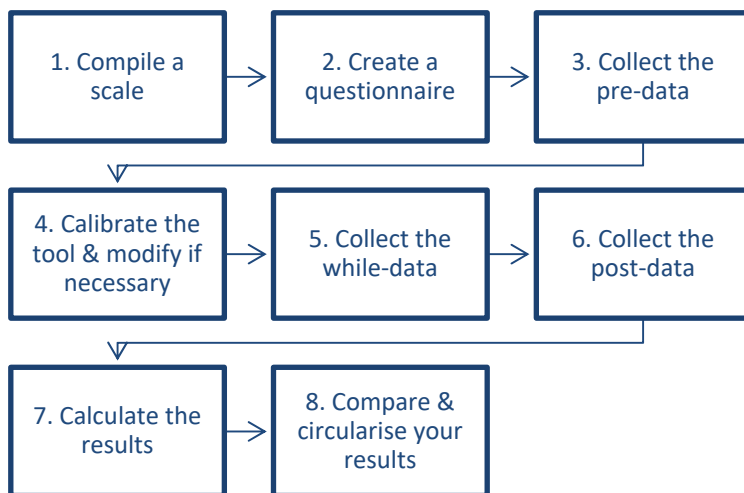 1. Compile a
scale
2. Create a
questionnaire
3. Collect the
pre-data
4. Calibrate the
tool & modify if
necessary
5. Collect the
while-data
6. Collect the
post-data
7. Calculate the
results
8. Compare &
circularise your
results